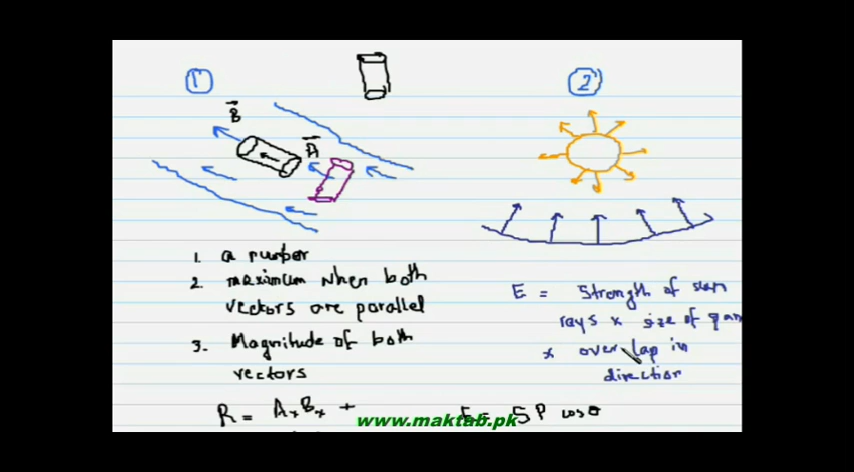 1
2
B
A
1. a number
2. maximum when both
vectors are parallel
3. Magnitude of both
vectors
R = AxBx +
E = Strength of sun
rays x size of
x overlap in
direction
E = SP cos θ
www.maktab.pk